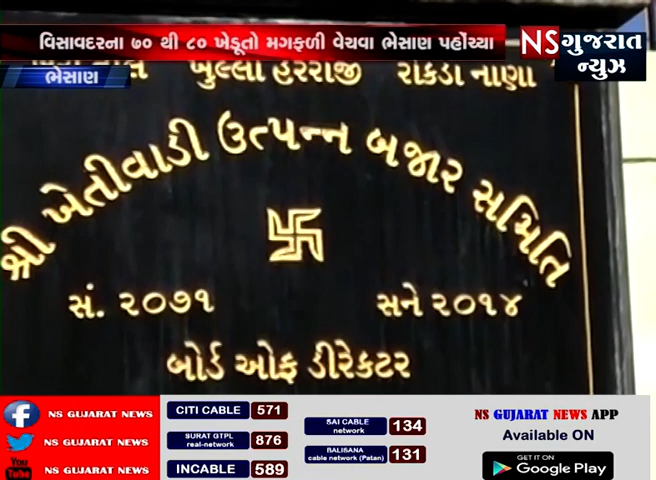 વિસાવદરના ૭૦ થી ૮૦ ખેડૂતો મગફળી વેચવા ભેસાણ પહોંચ્યા
NS ગુજરાત
ન્યુઝ
ભેસાણ
ખુલ્લી હરરાજી રોકડા નાણા
શ્રી ખેતીવાડી ઉત્પન્ન બજાર સમિતિ
સં. ૨૦૭૧ સને ૨૦૧૪
બોર્ડ ઓફ ડીરેકટર
NS GUJARAT NEWS
NS GUJARAT NEWS
You Tube NS GUJARAT NEWS
CITI CABLE 571
SURAT GTPL real-network 876
INCABLE 589
SAI CABLE network 134
BALISANA cable network (Patan) 131
NS GUJARAT NEWS APP
Available ON
GET IT ON
Google Play